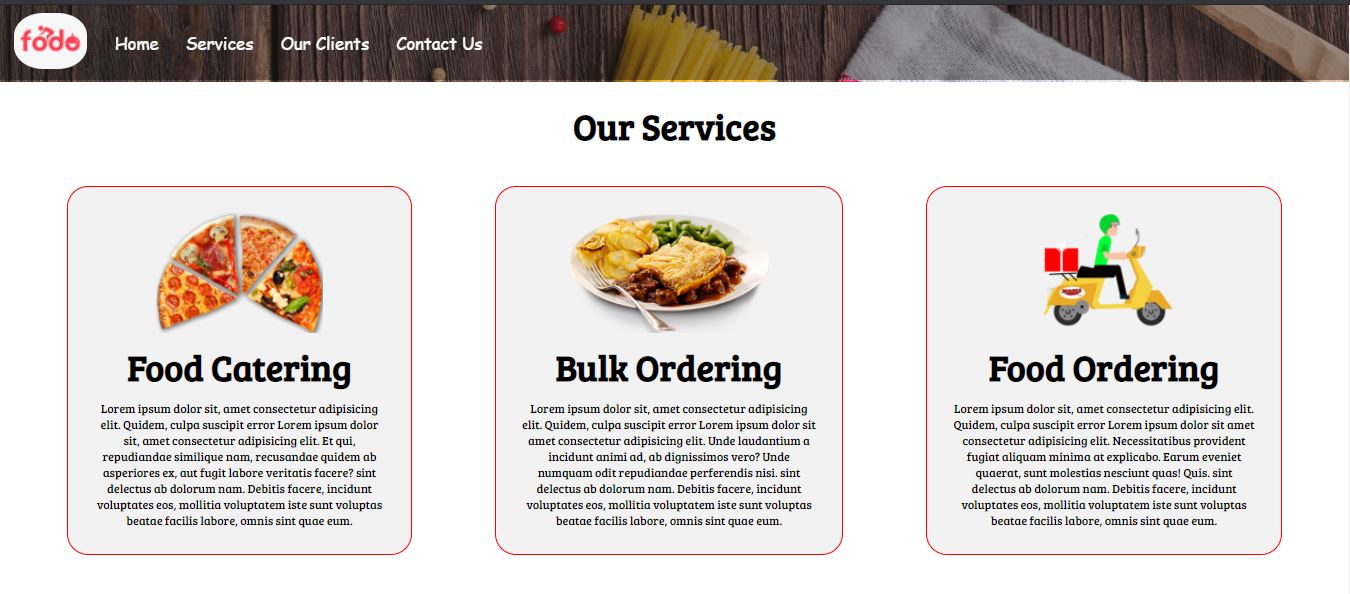 fodo
Home Services Our Clients Contact Us
Our Services
Food Catering
Lorem ipsum dolor sit, amet consectetur adipisicing
elit. Quidem, culpa suscipit error Lorem ipsum dolor
sit, amet consectetur adipisicing elit. Et qui,
repudiandae similique nam, recusandae quidem ab
asperiores ex, aut fugit labore veritatis facere? sint
delectus ab dolorum nam. Debitis facere, incidunt
voluptates eos, mollitia voluptatem iste sunt voluptas
beatae facilis labore, omnis sint quae eum.
Bulk Ordering
Lorem ipsum dolor sit, amet consectetur adipisicing
elit. Quidem, culpa suscipit error Lorem ipsum dolor sit
amet consectetur adipisicing elit. Unde laudantium a
incidunt animi ad, ab dignissimos vero? Unde
numquam odit repudiandae perferendis nisi. sint
delectus ab dolorum nam. Debitis facere, incidunt
voluptates eos, mollitia voluptatem iste sunt voluptas
beatae facilis labore, omnis sint quae eum.
Food Ordering
Lorem ipsum dolor sit, amet consectetur adipisicing elit.
Quidem, culpa suscipit error Lorem ipsum dolor sit amet
consectetur adipisicing elit. Necessitatibus provident
fugiat aliquam minima at explicabo. Earum eveniet
quaerat, sunt molestias nesciunt quas! Quis. sint
delectus ab dolorum nam. Debitis facere, incidunt
voluptates eos, mollitia voluptatem iste sunt voluptas
beatae facilis labore, omnis sint quae eum.